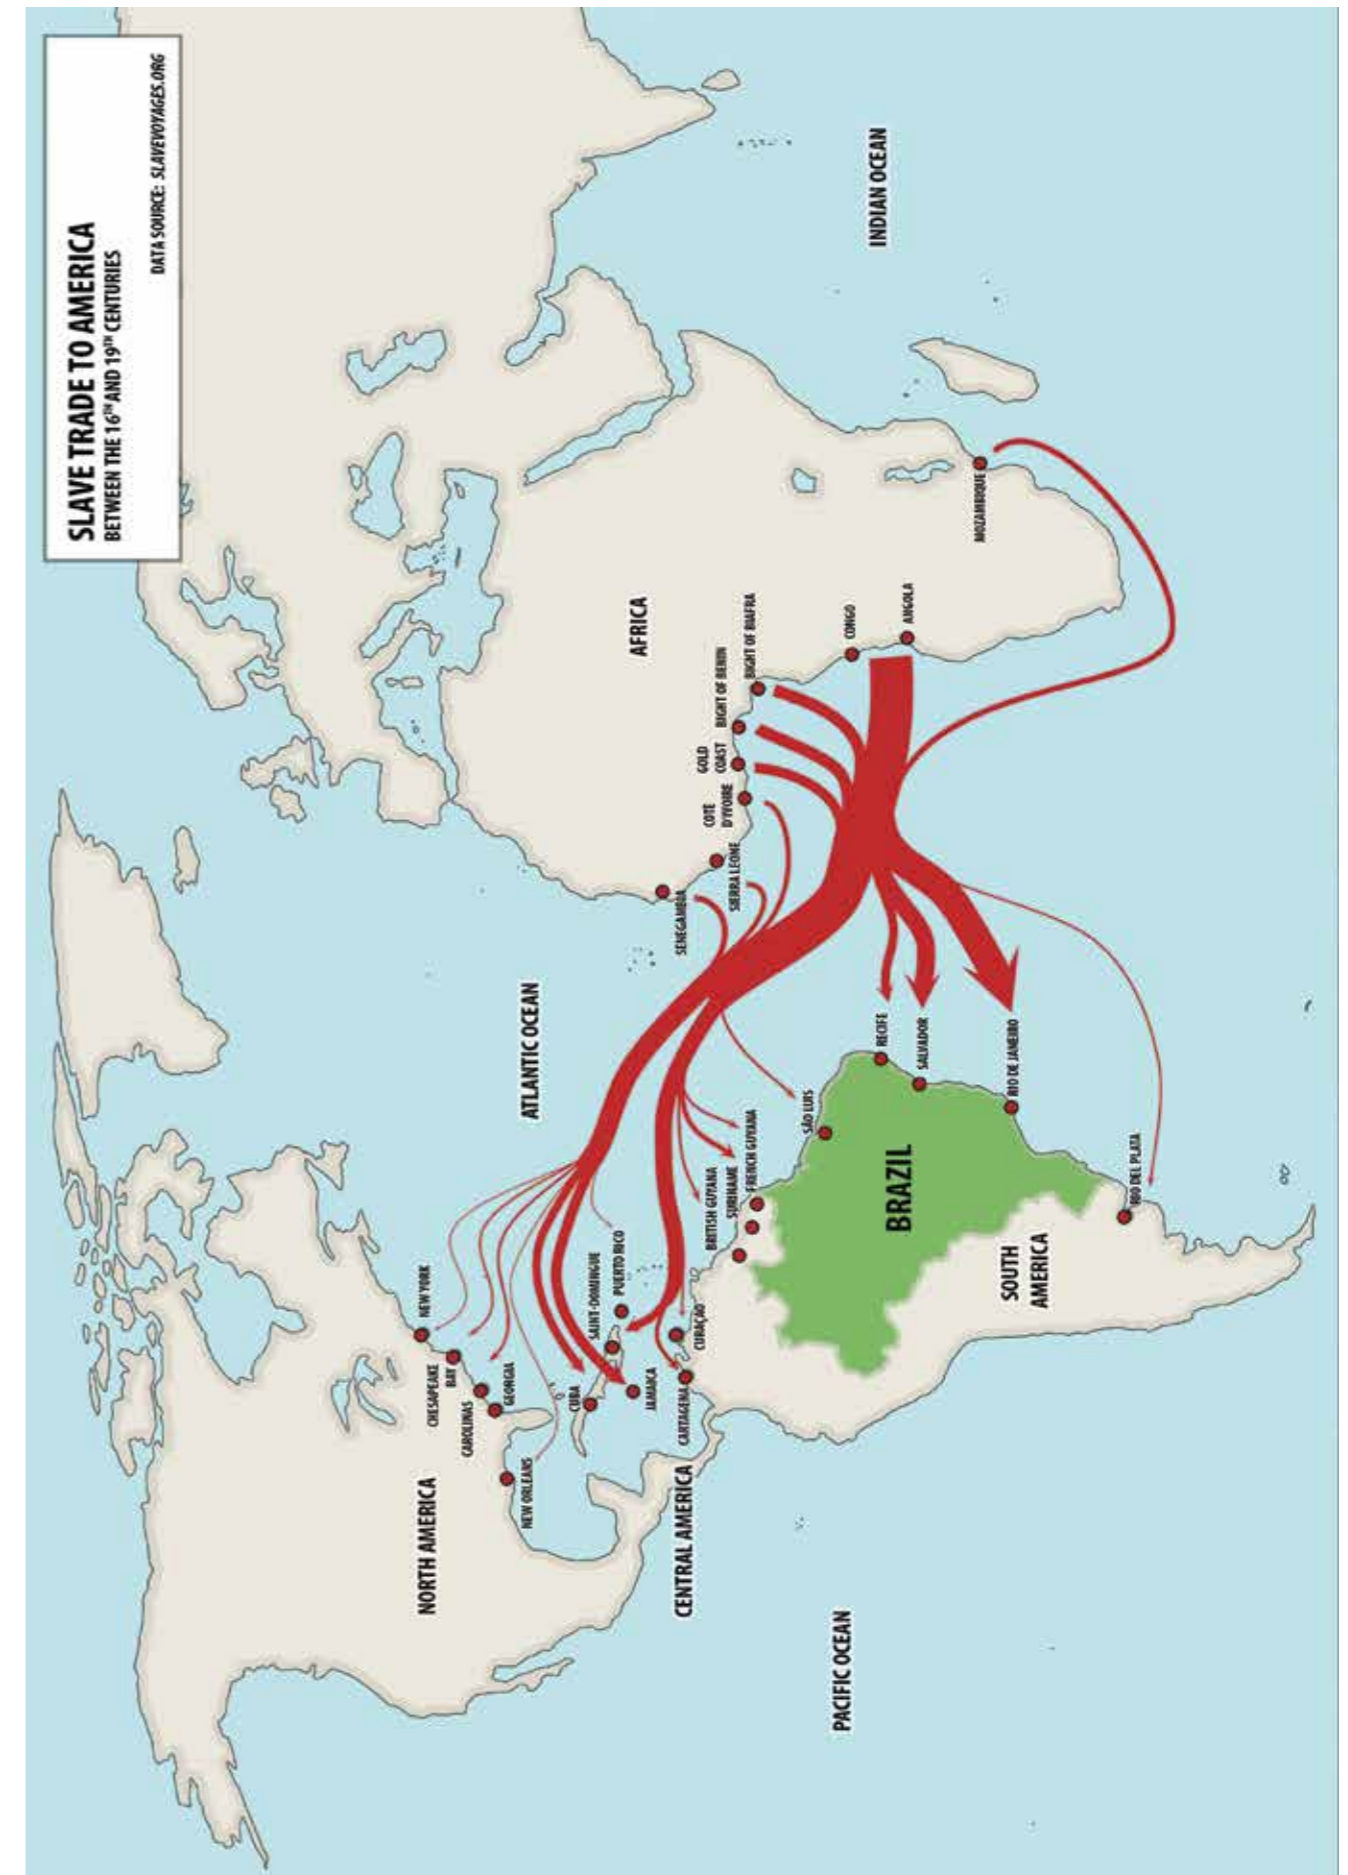 SLAVE TRADE TO AMERICA
BETWEEN THE 16TH AND 19TH CENTURIES
DATA SOURCE: SLAVEVOYAGES.ORG
NORTH AMERICA
NEW YORK
CHESAPEAKE
BAY
CAROLINAS
GEORGIA
NEW ORLEANS
ATLANTIC OCEAN
CUBA
SAINT-DOMINGUE
PUERTO RICO
JAMAICA
CENTRAL AMERICA
CARTAGENA
CURAÇAO
BRITISH GUYANA
SURINAME
FRENCH GUYANA
SÃO LUIS
RECIFE
SALVADOR
RIO DE JANEIRO
BRAZIL
SOUTH
AMERICA
RIO DEL PLATA
PACIFIC OCEAN
AFRICA
SENEGAMBIA
SIERRA LEONE
COTE
D'IVOIRE
GOLD
COAST
BIGHT OF BENIN
BIGHT OF BIAFRA
CONGO
ANGOLA
MOZAMBIQUE
INDIAN OCEAN